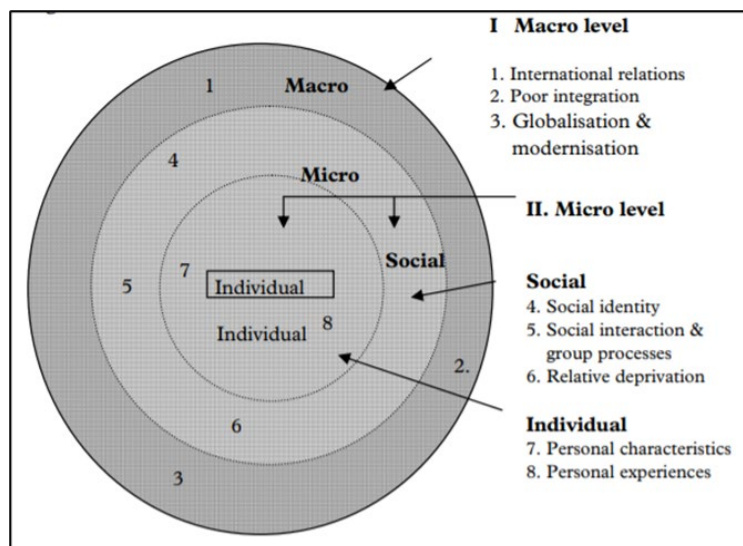 I Macro level
1. International relations
2. Poor integration
3. Globalisation &
modernisation
II. Micro level
Social
4. Social identity
5. Social interaction &
group processes
6. Relative deprivation
Individual
7. Personal characteristics
8. Personal experiences
1
Macro
4
Micro
Social
7
5
Individual
Individual
8
2.
6
3